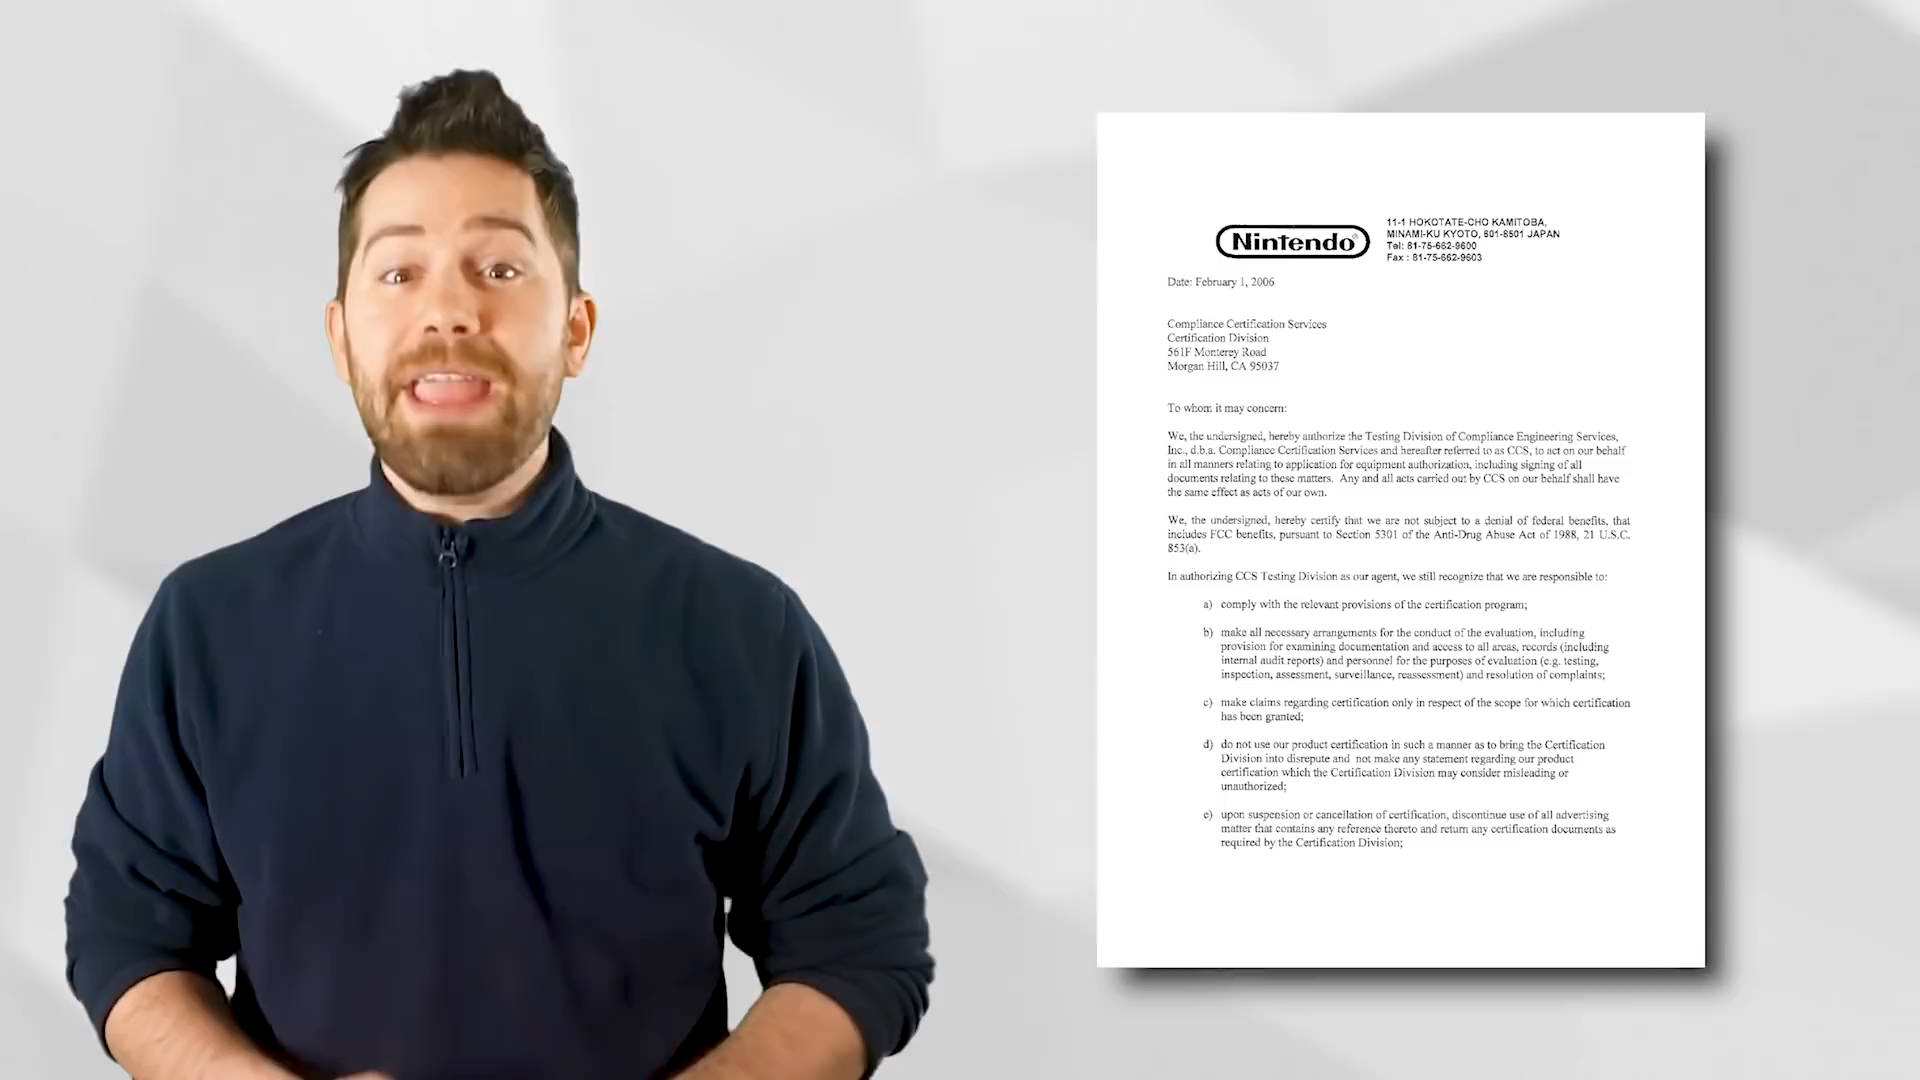 Nintendo®
11-1 HOKOTATE-CHO KAMITOBA,
MINAMI-KU KYOTO, 601-8501 JAPAN
Tel: 81-75-662-9600
Fax : 81-75-662-9603
Date: February 1, 2006
Compliance Certification Services
Certification Division
561F Monterey Road
Morgan Hill, CA 95037
To whom it may concern:
We, the undersigned, hereby authorize the Testing Division of Compliance Engineering Services,
Inc., d.b.a. Compliance Certification Services and hereafter referred to as CCS, to act on our behalf
in all manners relating to application for equipment authorization, including signing of all
documents relating to these matters. Any and all acts carried out by CCS on our behalf shall have
the same effect as acts of our own.
We, the undersigned, hereby certify that we are not subject to a denial of federal benefits, that
includes FCC benefits, pursuant to Section 5301 of the Anti-Drug Abuse Act of 1988, 21 U.S.C.
853(a).
In authorizing CCS Testing Division as our agent, we still recognize that we are responsible to:
a) comply with the relevant provisions of the certification program;
b) make all necessary arrangements for the conduct of the evaluation, including
provision for examining documentation and access to all areas, records (including
internal audit reports) and personnel for the purposes of evaluation (e.g. testing,
inspection, assessment, surveillance, reassessment) and resolution of complaints;
c) make claims regarding certification only in respect of the scope for which certification
has been granted;
d) do not use our product certification in such a manner as to bring the Certification
Division into disrepute and not make any statement regarding our product
certification which the Certification Division may consider misleading or
unauthorized;
e) upon suspension or cancellation of certification, discontinue use of all advertising
matter that contains any reference thereto and return any certification documents as
required by the Certification Division;